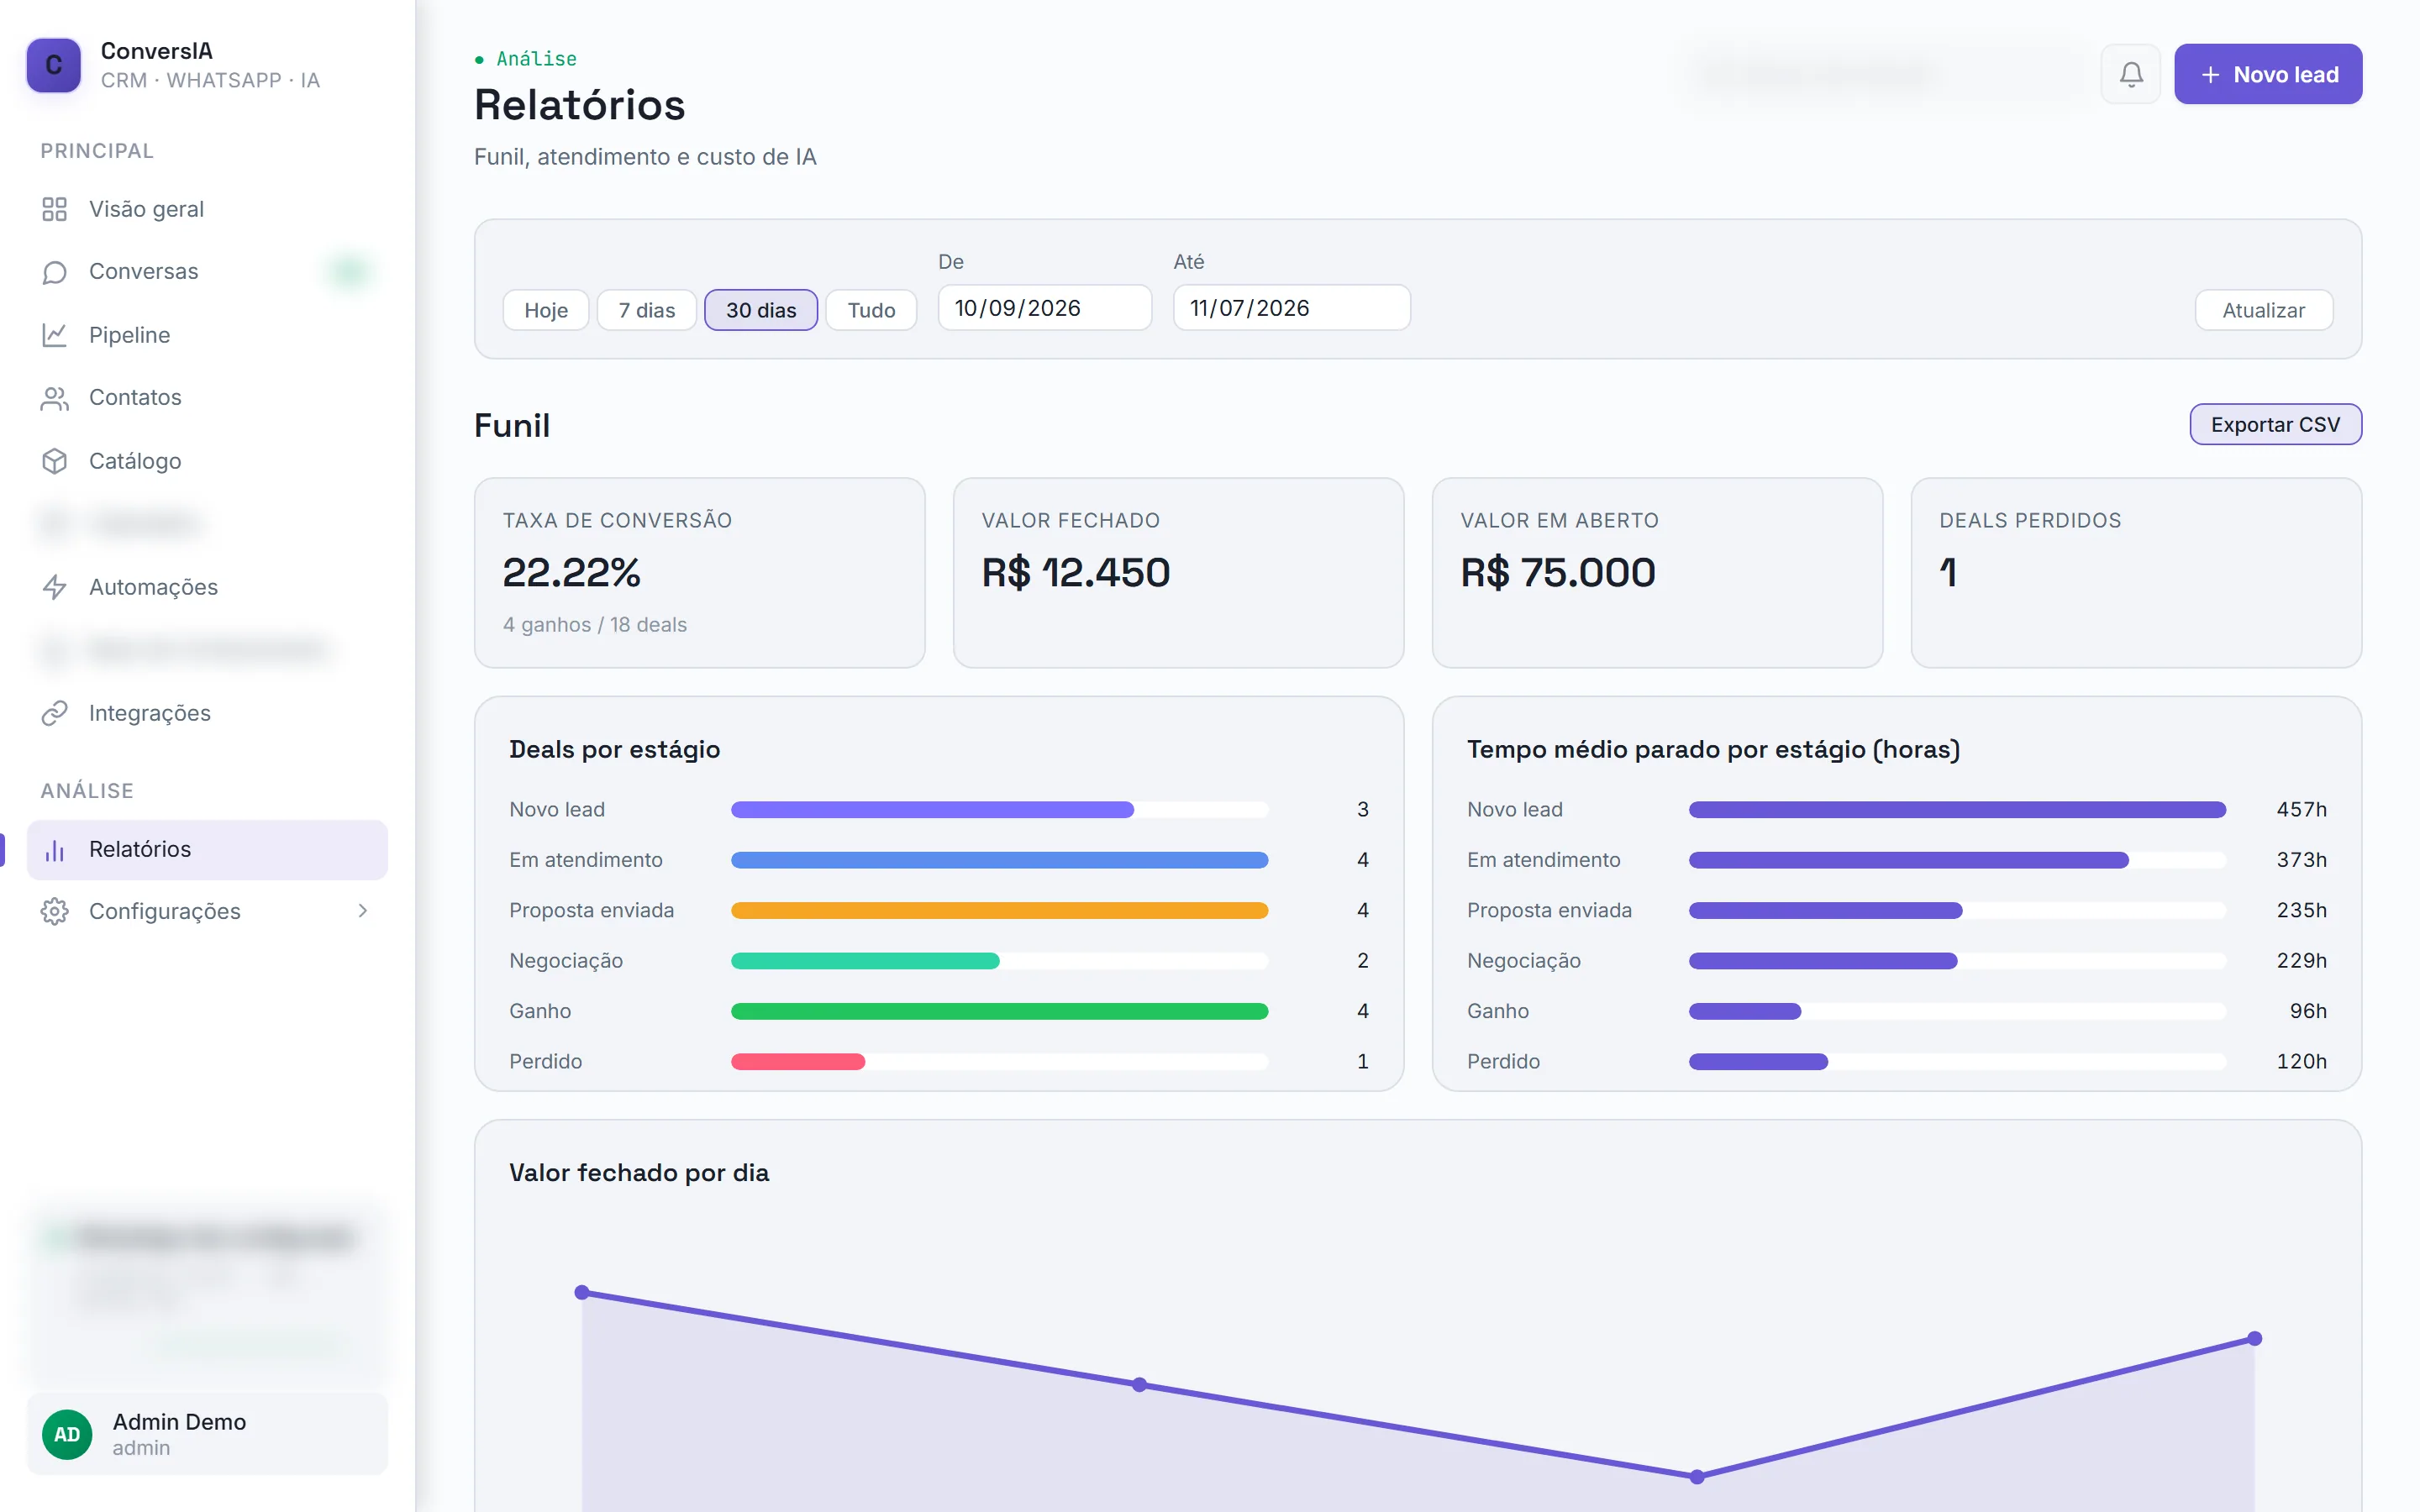 C
ConversIA
CRM · WHATSAPP · IA
PRINCIPAL
Visão geral
Conversas
Pipeline
Contatos
Catálogo
Automações
Integrações
ANÁLISE
Relatórios
Configurações
AD
Admin Demo
admin
Análise
Relatórios
Funil, atendimento e custo de IA
+ Novo lead
Hoje
7 dias
30 dias
Tudo
De
10/09/2026
Até
11/07/2026
Atualizar
Funil
Exportar CSV
TAXA DE CONVERSÃO
22.22%
4 ganhos / 18 deals
VALOR FECHADO
R$ 12.450
VALOR EM ABERTO
R$ 75.000
DEALS PERDIDOS
1
Deals por estágio
Novo lead 3
Em atendimento 4
Proposta enviada 4
Negociação 2
Ganho 4
Perdido 1
Tempo médio parado por estágio (horas)
Novo lead 457h
Em atendimento 373h
Proposta enviada 235h
Negociação 229h
Ganho 96h
Perdido 120h
Valor fechado por dia